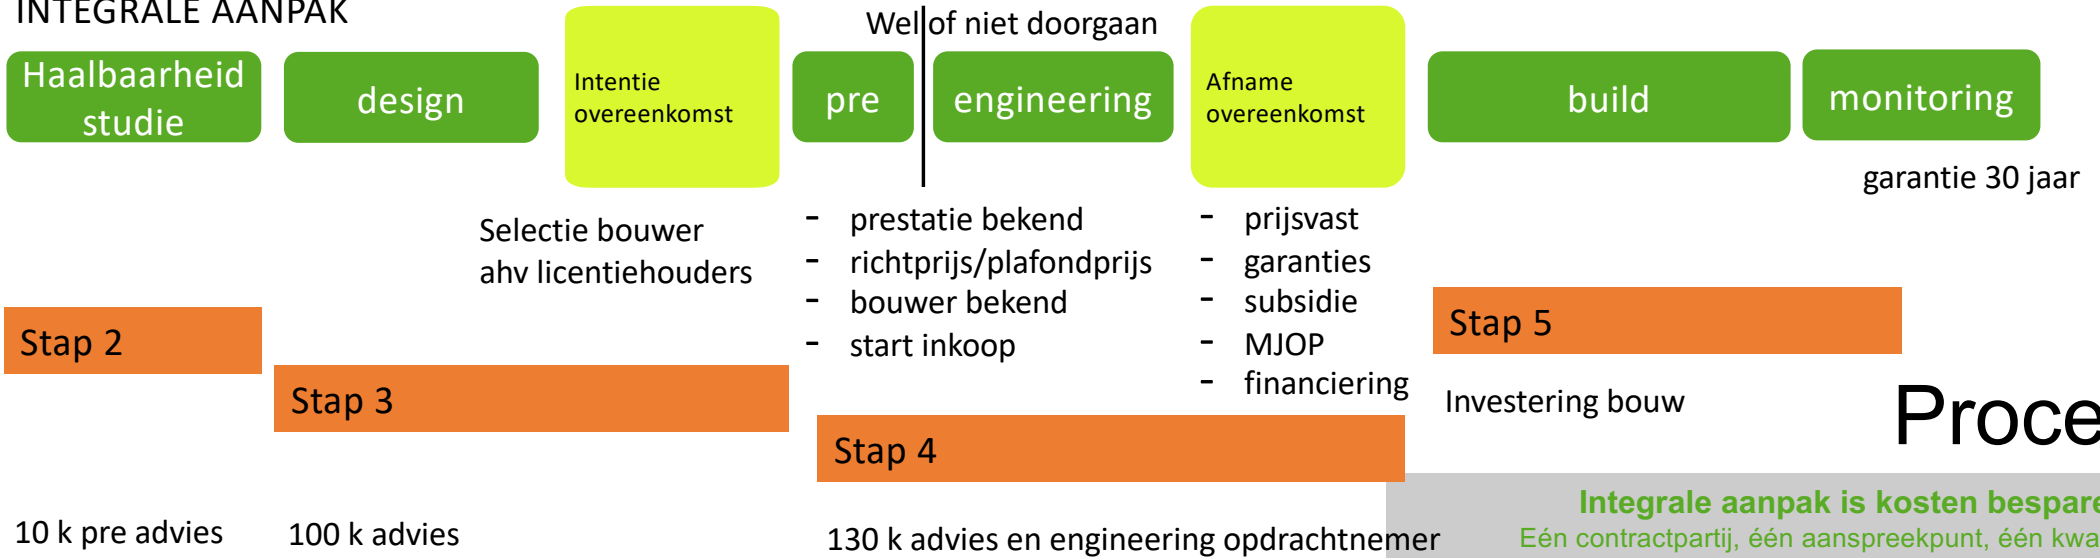 INTEGRALE AANPAK
Wel of niet doorgaan
Haalbaarheid
studie
design
Intentie
overeenkomst
pre
engineering
Afname
overeenkomst
build
monitoring
garantie 30 jaar
Selectie bouwer
ahv licentiehouders
- prestatie bekend
- richtprijs/plafondprijs
- bouwer bekend
- start inkoop
- prijsvast
- garanties
- subsidie
- MJOP
- financiering
Stap 2
Stap 3
Stap 4
Stap 5
Investering bouw
Proce
Integrale aanpak is kosten bespare
Eén contractpartij, één aanspreekpunt, één kwa
10 k pre advies
100 k advies
130 k advies en engineering opdrachtnemer